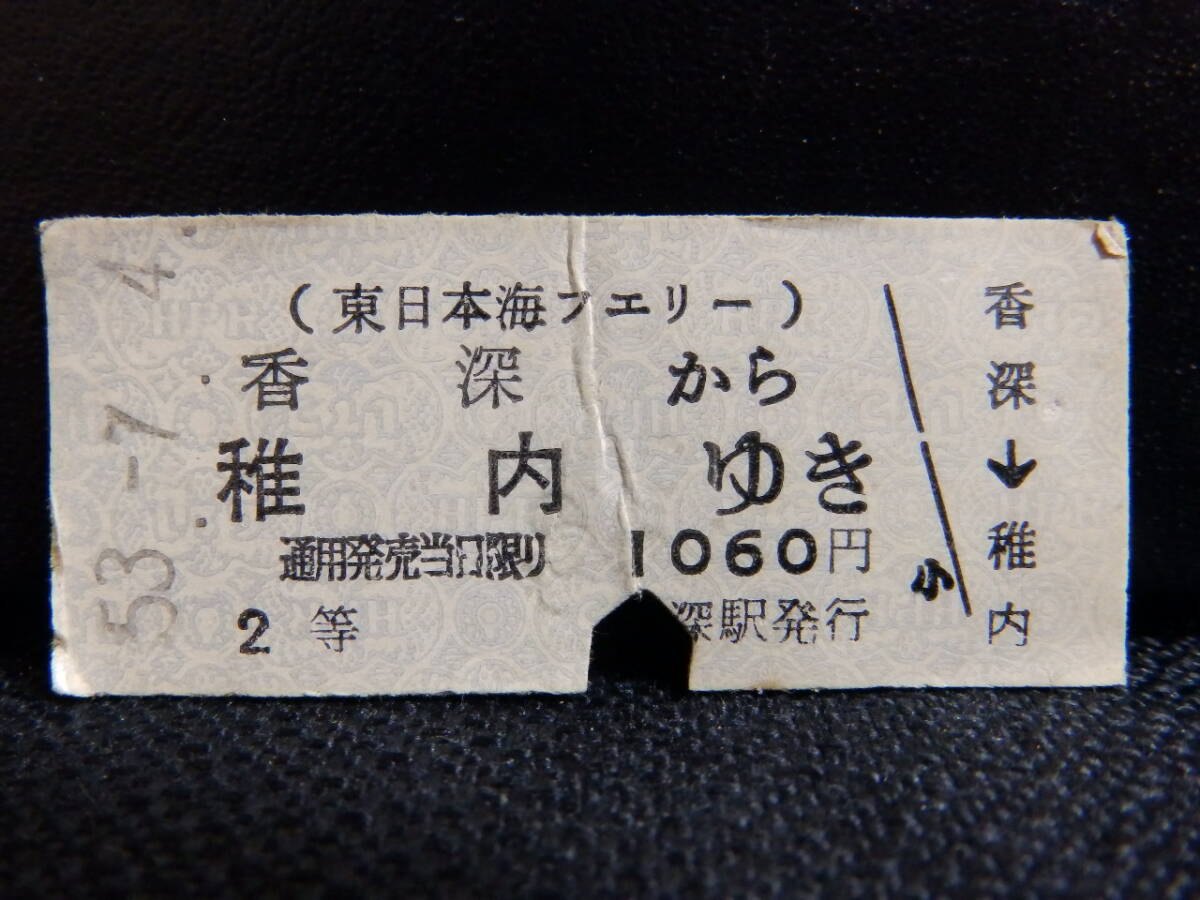 53.-7.-4.
(東日本海フエリー)
香深から
稚内ゆき
通用発売当日限り 1060円
2等 深駅発行
小
香深→稚内